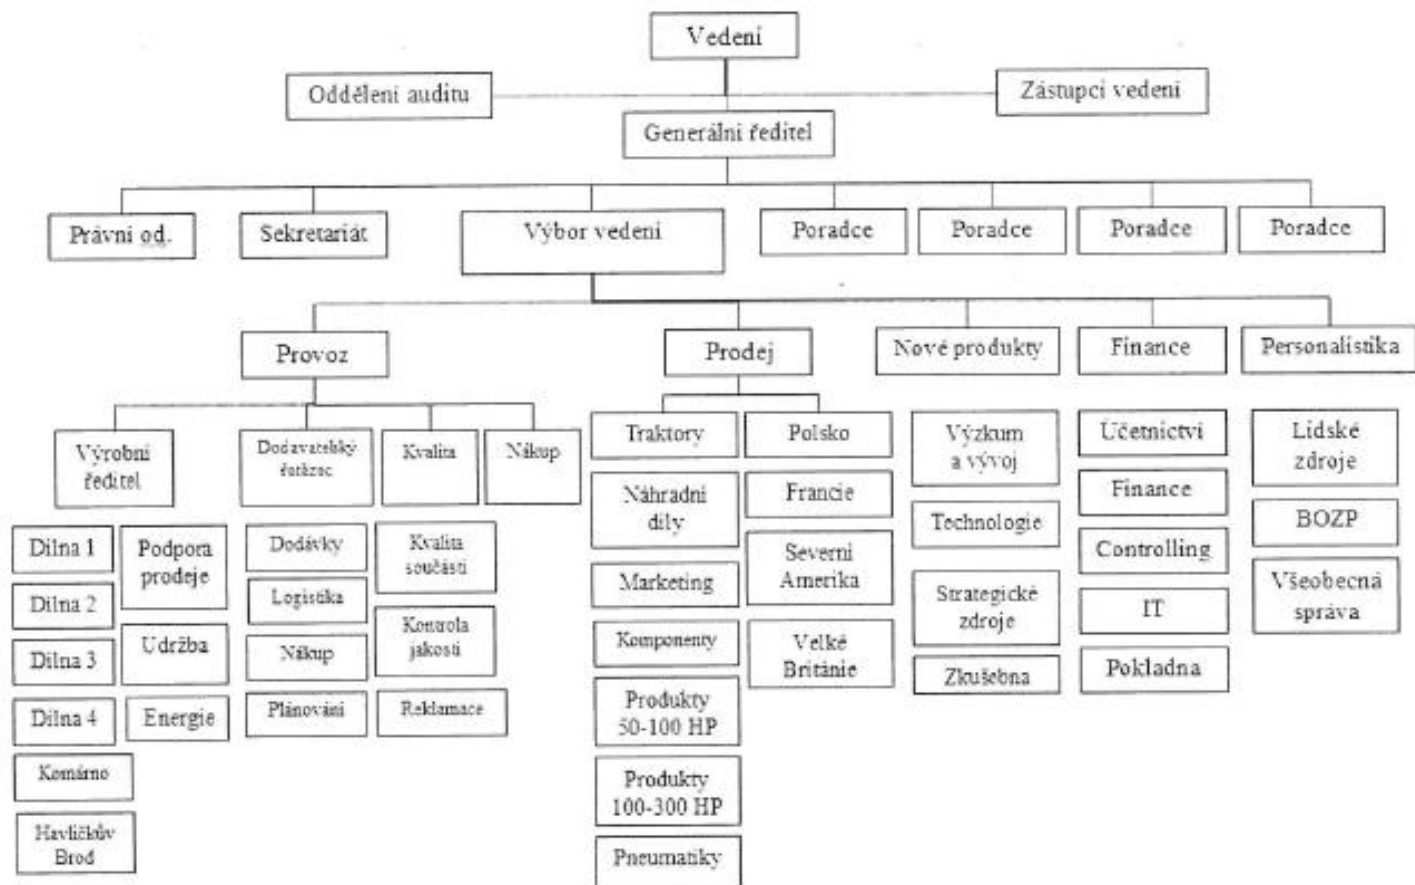 Vedení
Oddělení auditu
Zástupci vedení
Generální ředitel
Právní od.
Sekretariát
Výbor vedení
Poradce
Poradce
Poradce
Poradce
Provoz
Prodej
Nové produkty
Finance
Personalistika
Výrobní
ředitel
Dodavatelský
řetězec
Kvalita
Nákup
Traktory
Polsko
Výzkum
a vývoj
Účetnictví
Lidské
zdroje
Dílna 1
Dílna 2
Dílna 3
Dílna 4
Komárno
Havlíčkův
Brod
Podpora
prodeje
Údržba
Energie
Dodávky
Logistika
Nákup
Plánování
Kvalita
součástí
Kontrola
jakosti
Reklamace
Náhradní
díly
Marketing
Komponenty
Produkty
50-100 HP
Produkty
100-300 HP
Pneumatiky
Francie
Severní
Amerika
Velké
Británie
Technologie
Strategické
zdroje
Zkušebna
Finance
Controlling
IT
Pokladna
BOZP
Všeobecná
správa